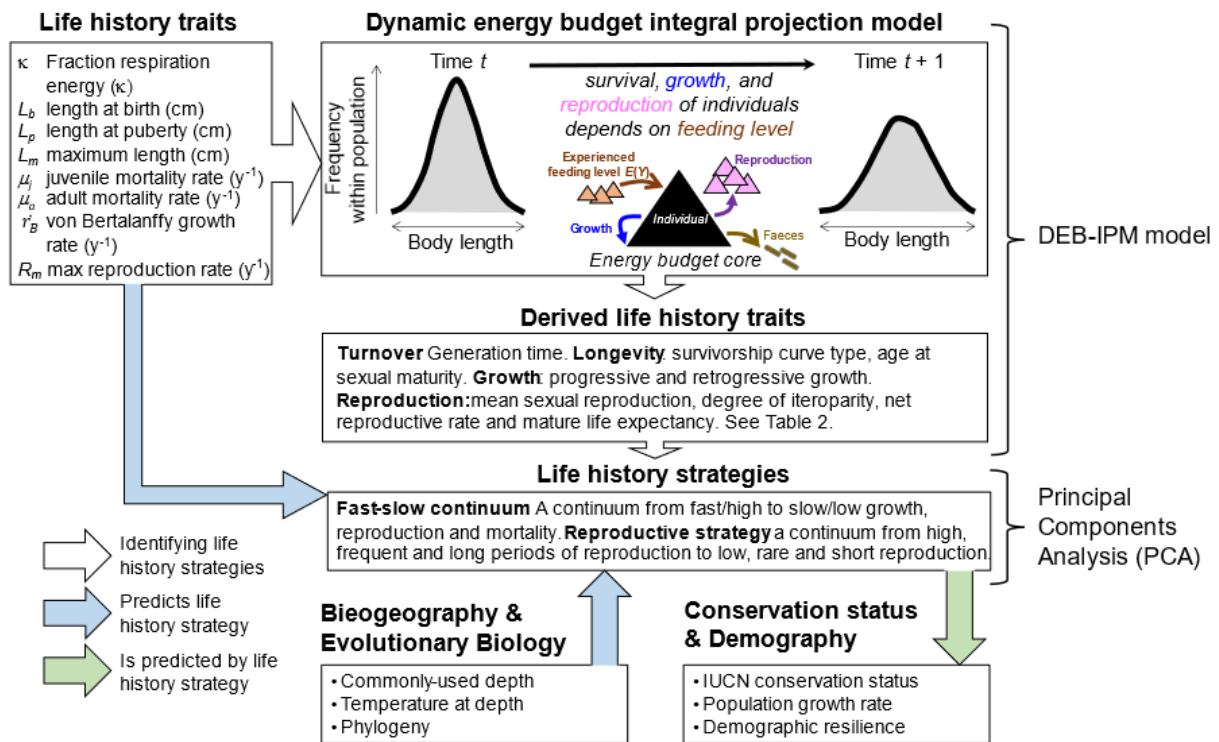 Life history traits
κ Fraction respiration
energy (κ)
L_b length at birth (cm)
L_p length at puberty (cm)
L_m maximum length (cm)
μ_j juvenile mortality rate (y⁻¹)
μ_a adult mortality rate (y⁻¹)
ṙ_B von Bertalanffy growth
rate (y⁻¹)
R_m max reproduction rate (y⁻¹)
Dynamic energy budget integral projection model
Frequency
within population
Time t
Body length
survival, growth, and
reproduction of individuals
depends on feeding level
Experienced
feeding level E(Y)
Reproduction
Individual
Growth
Faeces
Energy budget core
Time t + 1
Body length
DEB-IPM model
Derived life history traits
Turnover Generation time. Longevity: survivorship curve type, age at
sexual maturity. Growth: progressive and retrogressive growth.
Reproduction: mean sexual reproduction, degree of iteroparity, net
reproductive rate and mature life expectancy. See Table 2.
Life history strategies
Fast-slow continuum A continuum from fast/high to slow/low growth,
reproduction and mortality. Reproductive strategy a continuum from high,
frequent and long periods of reproduction to low, rare and short reproduction.
Principal
Components
Analysis (PCA)
Identifying life
history strategies
Predicts life
history strategy
Is predicted by life
history strategy
Bieogeography &
Evolutionary Biology
• Commonly-used depth
• Temperature at depth
• Phylogeny
Conservation status
& Demography
• IUCN conservation status
• Population growth rate
• Demographic resilience